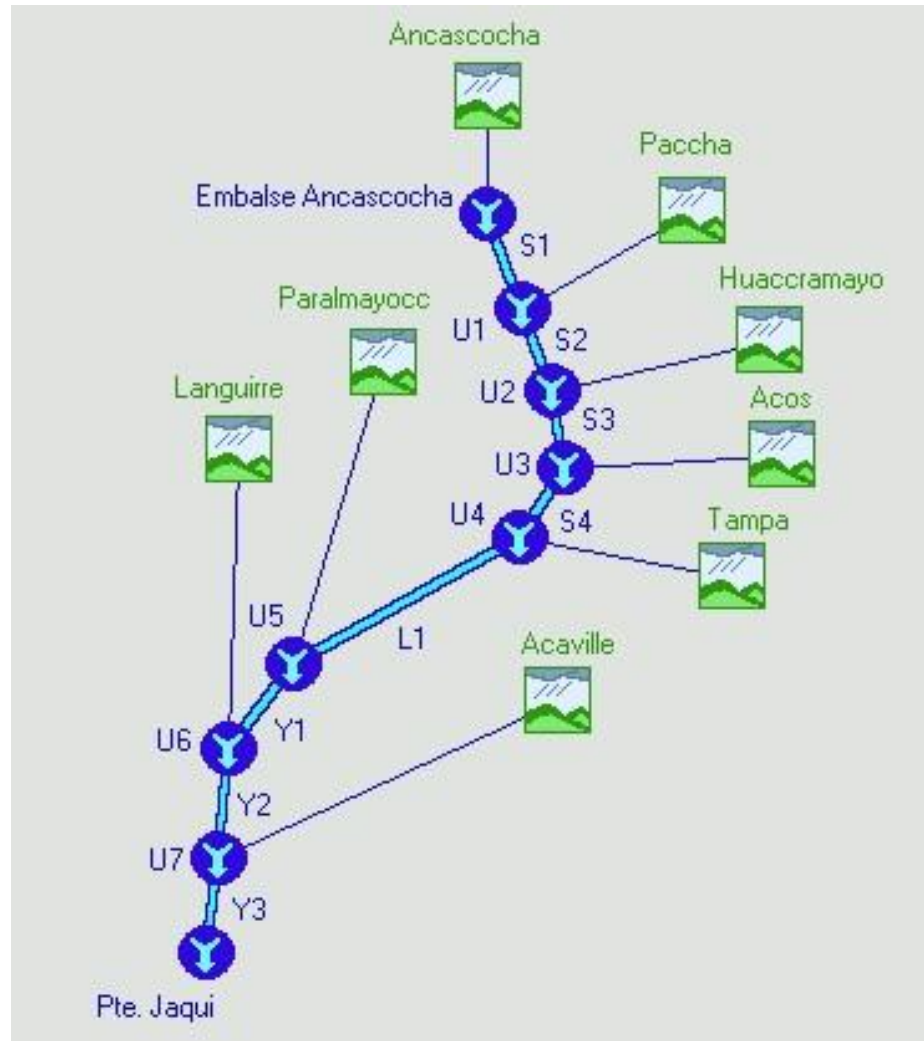 Ancascocha
Paccha
Embalse Ancascocha
S1
Huaccramayo
Paralmayocc
U1
S2
Languirre
U2
S3
Acos
U3
U4
S4
Tampa
U5
L1
Acaville
U6
Y1
Y2
U7
Y3
Pte. Jaqui